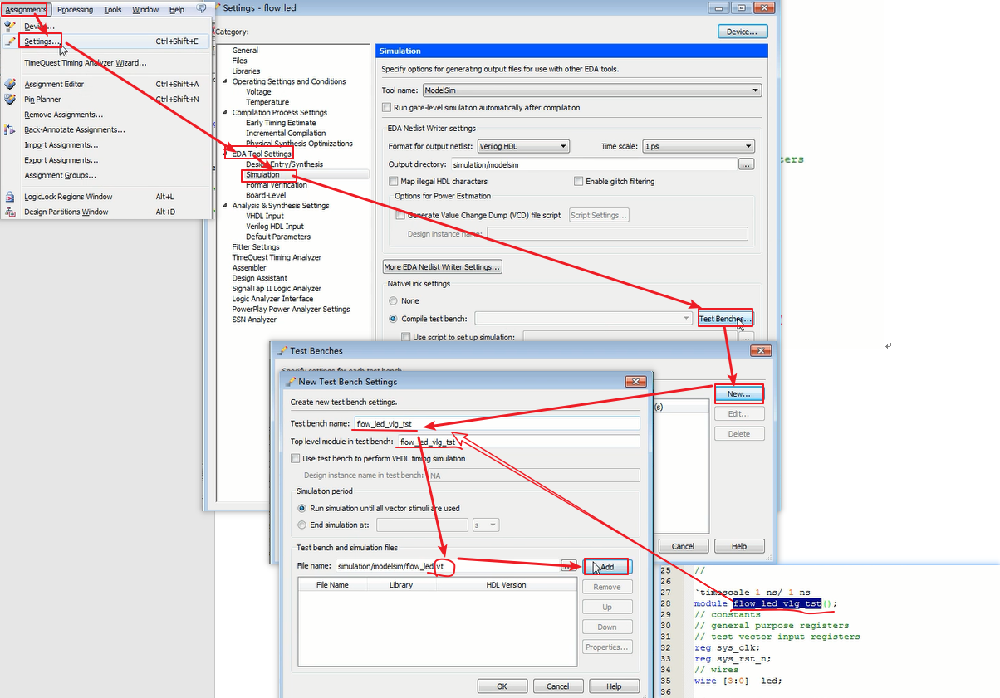 Assignments Processing Tools Window Help
Settings... Ctrl+Shift+E
TimeQuest Timing Analyzer Wizard...
Assignment Editor Ctrl+Shift+A
Pin Planner Ctrl+Shift+N
Remove Assignments...
Back-Annotate Assignments...
Import Assignments...
Export Assignments...
Assignment Groups...
LogicLock Regions Window Alt+L
Design Partitions Window Alt+D
Settings - flow_led
Category:
Device...
General
Files
Libraries
Operating Settings and Conditions
Voltage
Temperature
Compilation Process Settings
Early Timing Estimate
Incremental Compilation
Physical Synthesis Optimizations
EDA Tool Settings
Design Entry/Synthesis
Simulation
Formal Verification
Board-Level
Analysis & Synthesis Settings
VHDL Input
Verilog HDL Input
Default Parameters
Fitter Settings
TimeQuest Timing Analyzer
Assembler
Design Assistant
SignalTap II Logic Analyzer
Logic Analyzer Interface
PowerPlay Power Analyzer Settings
SSN Analyzer
Simulation
Specify options for generating output files for use with other EDA tools.
Tool name: ModelSim
Run gate-level simulation automatically after compilation
EDA Netlist Writer settings
Format for output netlist: Verilog HDL Time scale: 1 ps
Output directory: simulation/modelsim ...
Map illegal HDL characters Enable glitch filtering
Options for Power Estimation
Generate Value Change Dump (VCD) file script Script Settings...
Design instance name:
More EDA Netlist Writer Settings...
NativeLink settings
None
Compile test bench: Test Benches...
Use script to set up simulation: ...
ters
Test Benches
Specify settings for each test bench.
(s)
New...
Edit...
Delete
Cancel Help
New Test Bench Settings
Create new test bench settings.
Test bench name: flow_led_vlg_tst
Top level module in test bench: flow_led_vlg_tst
Use test bench to perform VHDL timing simulation
Design instance name in test bench: NA
Simulation period
Run simulation until all vector stimuli are used
End simulation at: s
Test bench and simulation files
File name: simulation/modelsim/flow_led.vt ... Add
File Name Library HDL Version
Remove
Up
Down
Properties...
OK Cancel Help
25 //
26
27 `timescale 1 ns/ 1 ns
28 module flow_led_vlg_tst();
29 // constants
30 // general purpose registers
31 // test vector input registers
32 reg sys_clk;
33 reg sys_rst_n;
34 // wires
35 wire [3:0] led;
36